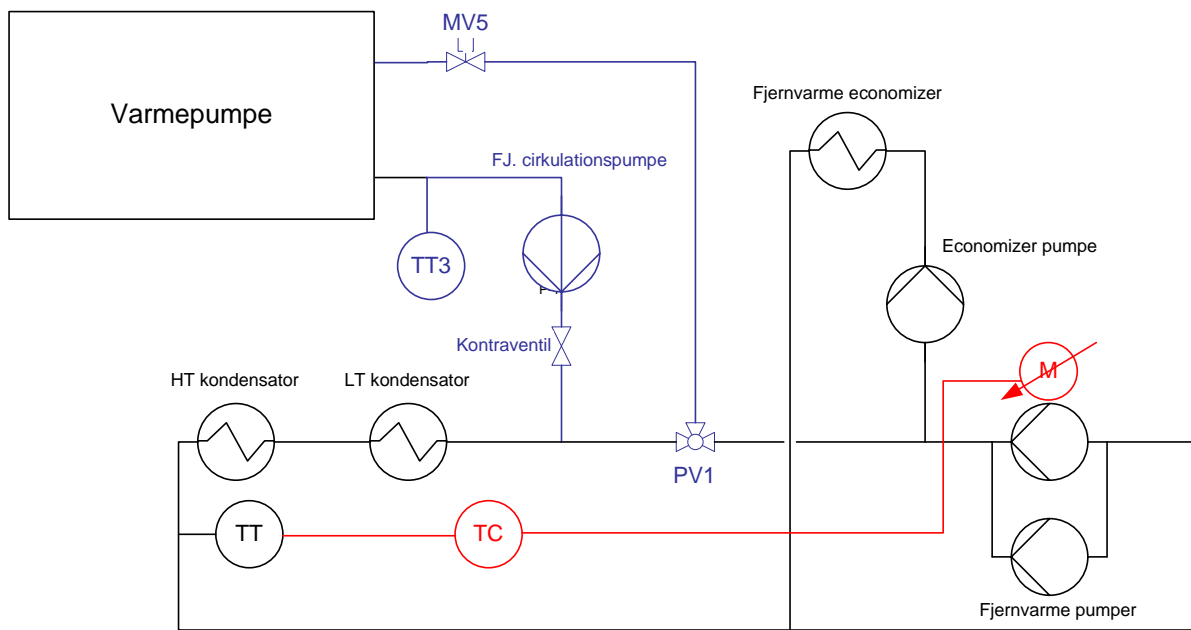 MV5
Varmepumpe
Fjernvarme economizer
FJ. cirkulationspumpe
TT3
Economizer pumpe
Kontraventil
HT kondensator
LT kondensator
M
PV1
TT
TC
Fjernvarme pumper